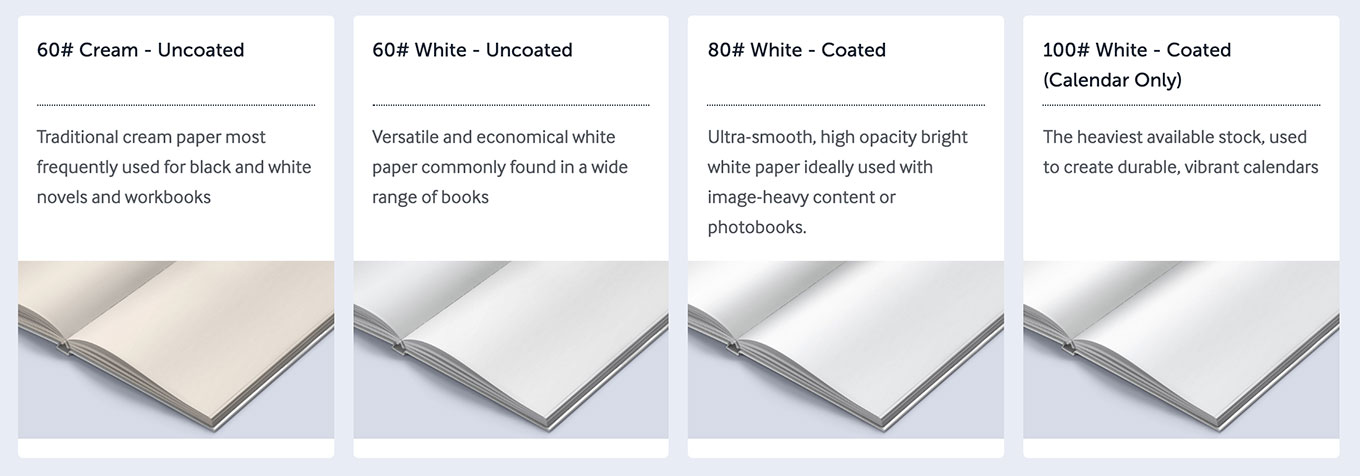 60# Cream - Uncoated
Traditional cream paper most
frequently used for black and white
novels and workbooks
60# White - Uncoated
Versatile and economical white
paper commonly found in a wide
range of books
80# White - Coated
Ultra-smooth, high opacity bright
white paper ideally used with
image-heavy content or
photobooks.
100# White - Coated
(Calendar Only)
The heaviest available stock, used
to create durable, vibrant calendars